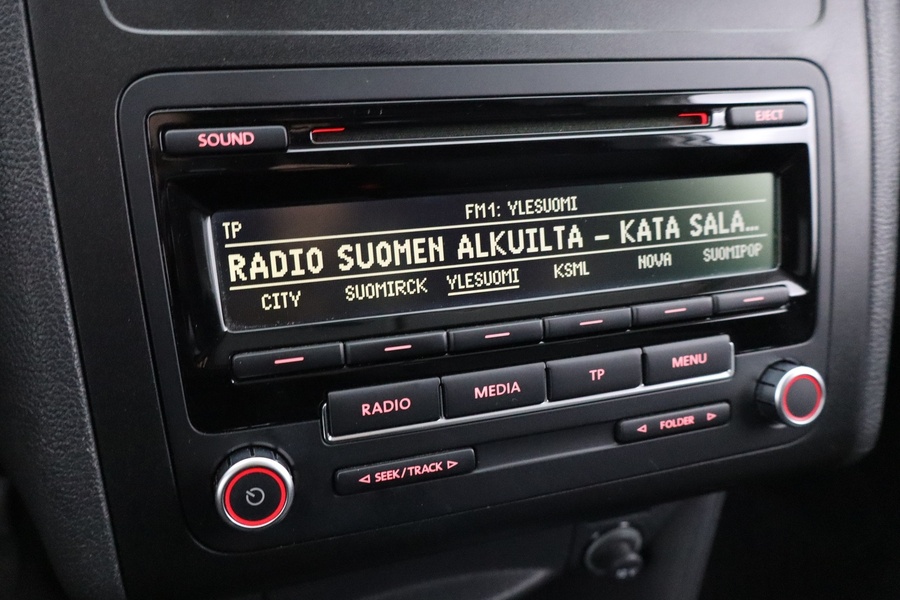 SOUND
EJECT
FM1: YLESUOMI
TP
RADIO SUOMEN ALKUILTA – KATA SALA...
CITY SUOMIRCK YLESUOMI KSML NOVA SUOMIPOP
RADIO MEDIA TP MENU
SEEK/TRACK
FOLDER